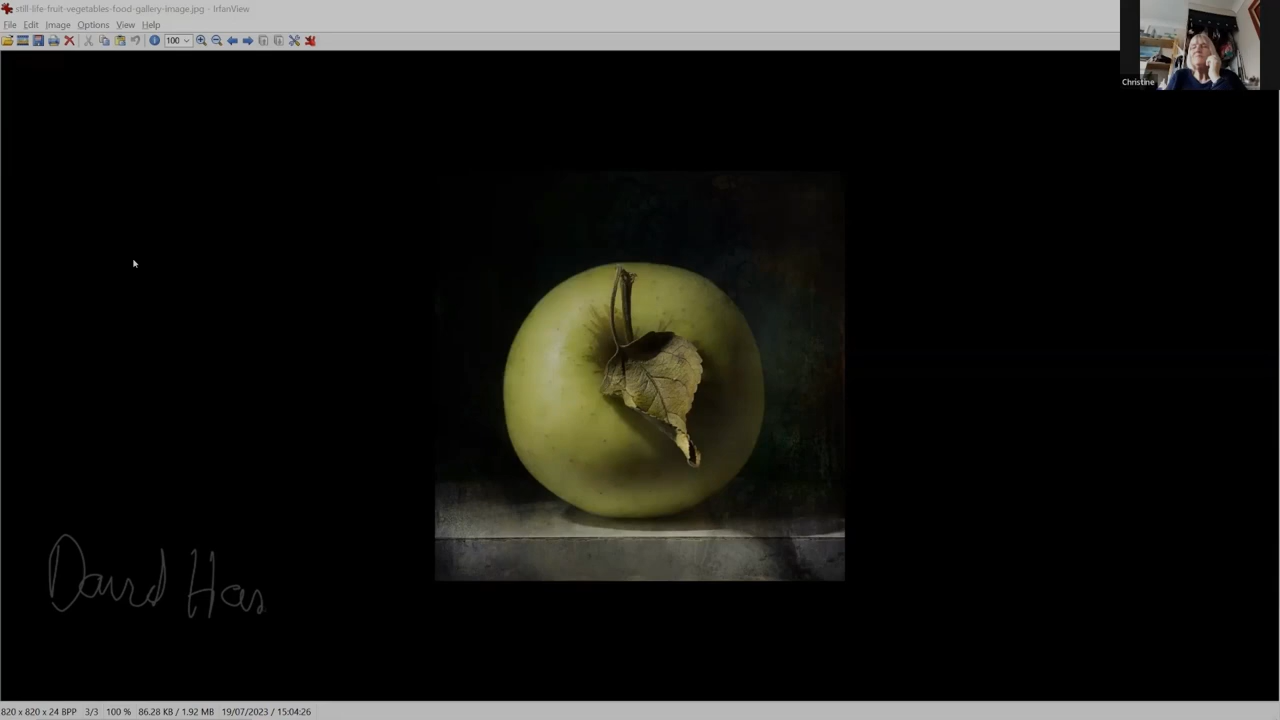 still-life-fruit-vegetables-food-gallery-image.jpg - IrfanView
File Edit Image Options View Help
100
Christine
David Has
820 x 820 x 24 BPP 3/3 100 % 86.28 KB / 1.92 MB 19/07/2023 / 15:04:26